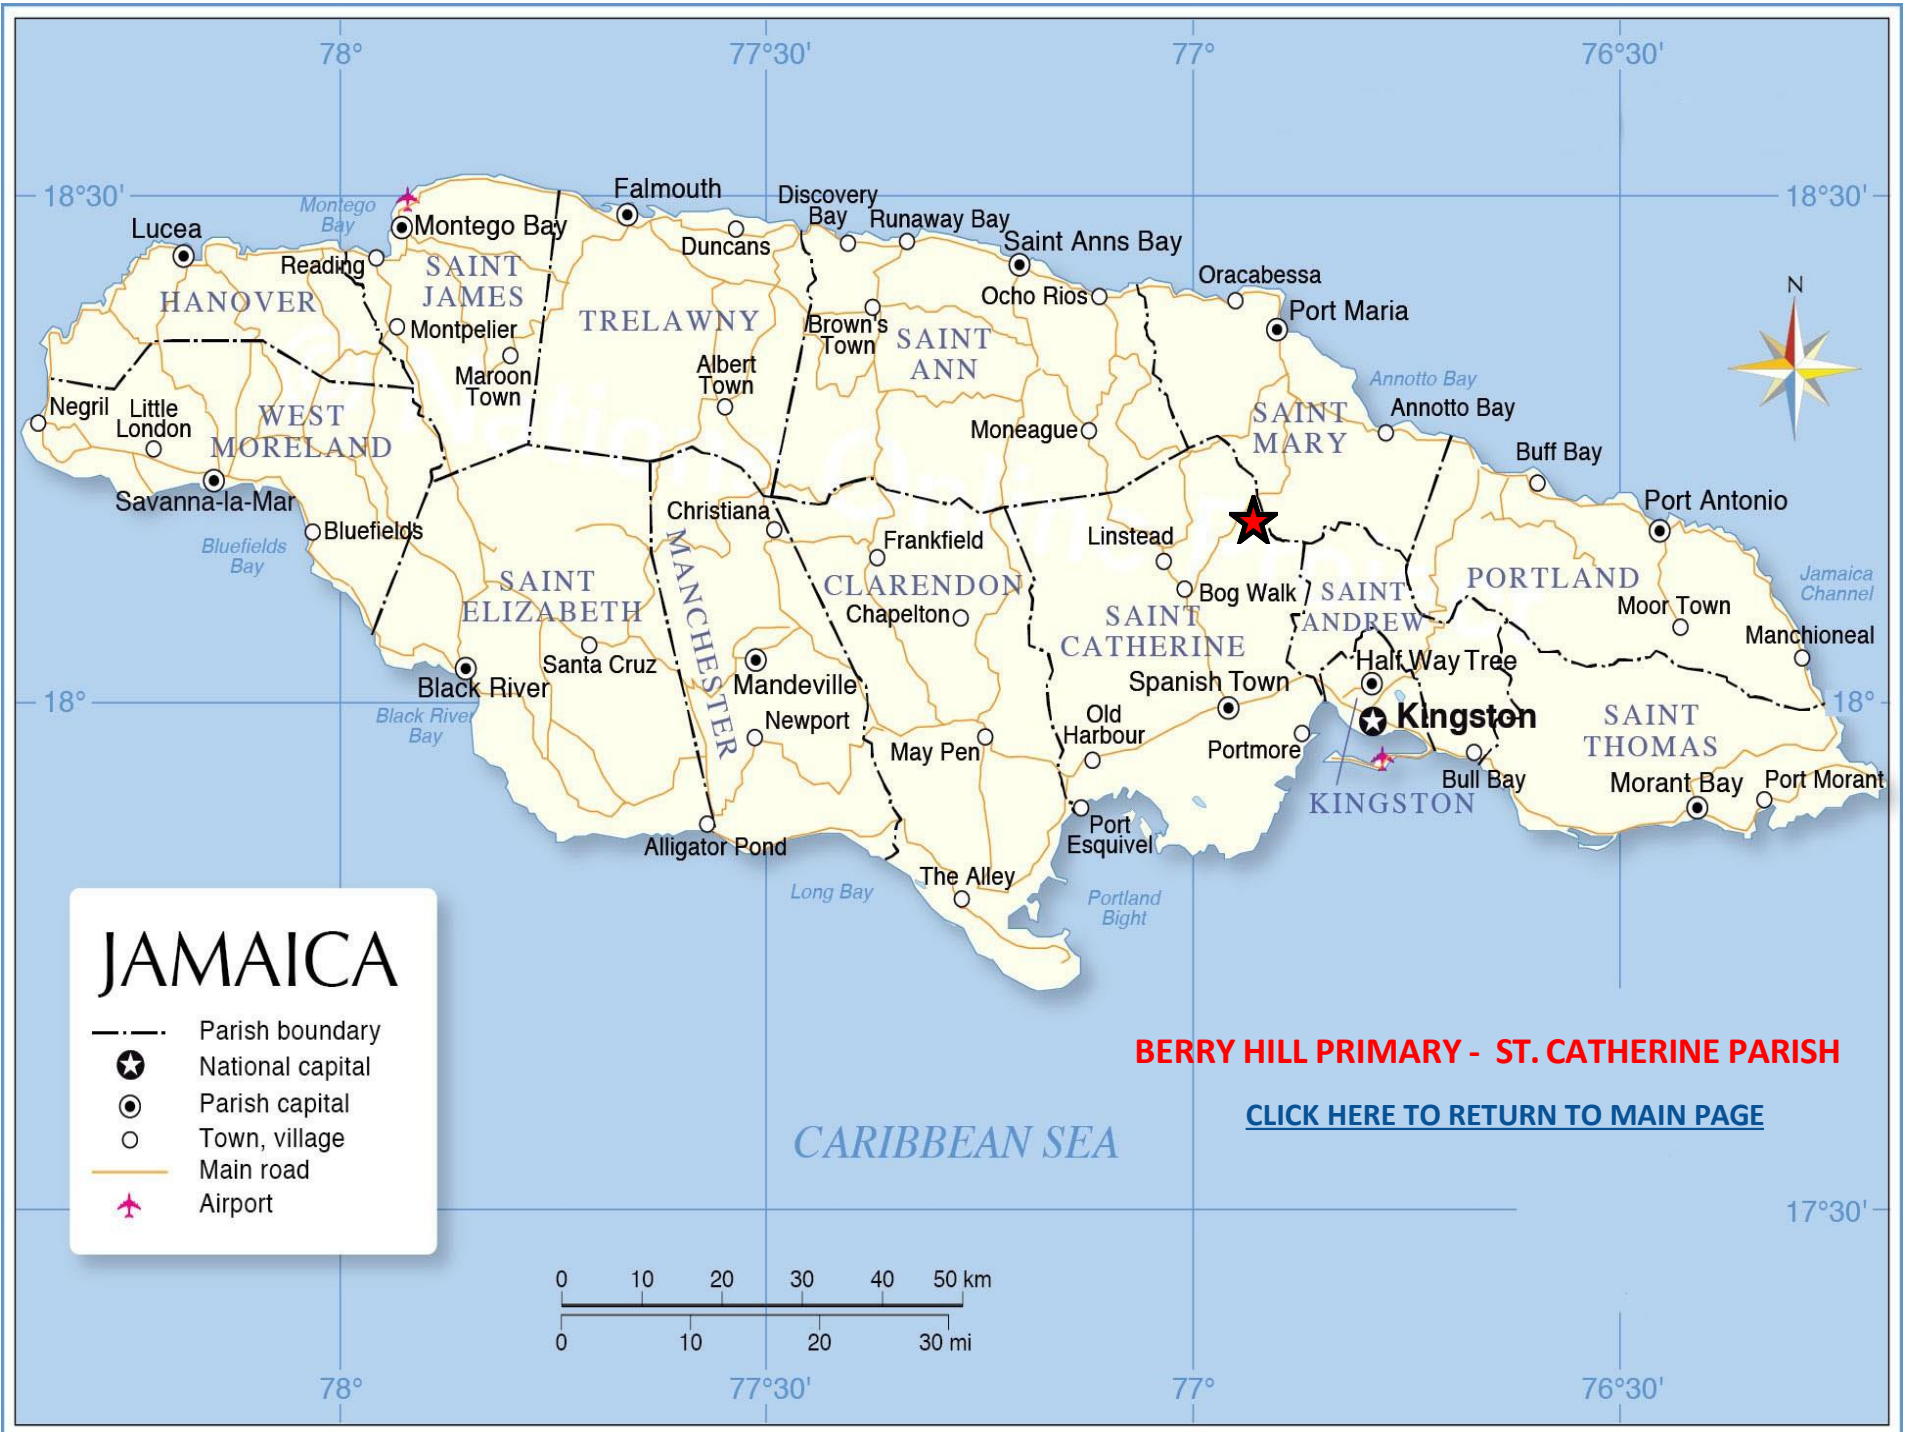 78°
77°30'
77°
76°30'
18°30'
18°30'
Montego
Bay
Lucea
Montego Bay
Reading
Falmouth
Duncans
Discovery
Bay
Runaway Bay
Saint Anns Bay
Ocho Rios
Oracabessa
Port Maria
N
HANOVER
SAINT
JAMES
Montpelier
Maroon
Town
TRELAWNY
Albert
Town
Brown's
Town
SAINT
ANN
Moneague
SAINT
MARY
Annotto Bay
Annotto Bay
Buff Bay
Port Antonio
Negril
Little
London
WEST
MORELAND
Savanna-la-Mar
Bluefields
Bluefields
Bay
Christiana
Frankfield
CLARENDON
Chapelton
Linstead
Bog Walk
SAINT
CATHERINE
SAINT
ANDREW
PORTLAND
Moor Town
Jamaica
Channel
Manchioneal
SAINT
ELIZABETH
Santa Cruz
MANCHESTER
Mandeville
Newport
Black River
Black River
Bay
18°
18°
Half Way Tree
Spanish Town
Kingston
Old
Harbour
Portmore
May Pen
SAINT
THOMAS
Bull Bay
KINGSTON
Morant Bay
Port Morant
Port
Esquivel
Alligator Pond
Long Bay
The Alley
Portland
Bight
JAMAICA
Parish boundary
National capital
Parish capital
Town, village
Main road
Airport
BERRY HILL PRIMARY - ST. CATHERINE PARISH
CLICK HERE TO RETURN TO MAIN PAGE
CARIBBEAN SEA
17°30'
0 10 20 30 40 50 km
0 10 20 30 mi
78°
77°30'
77°
76°30'